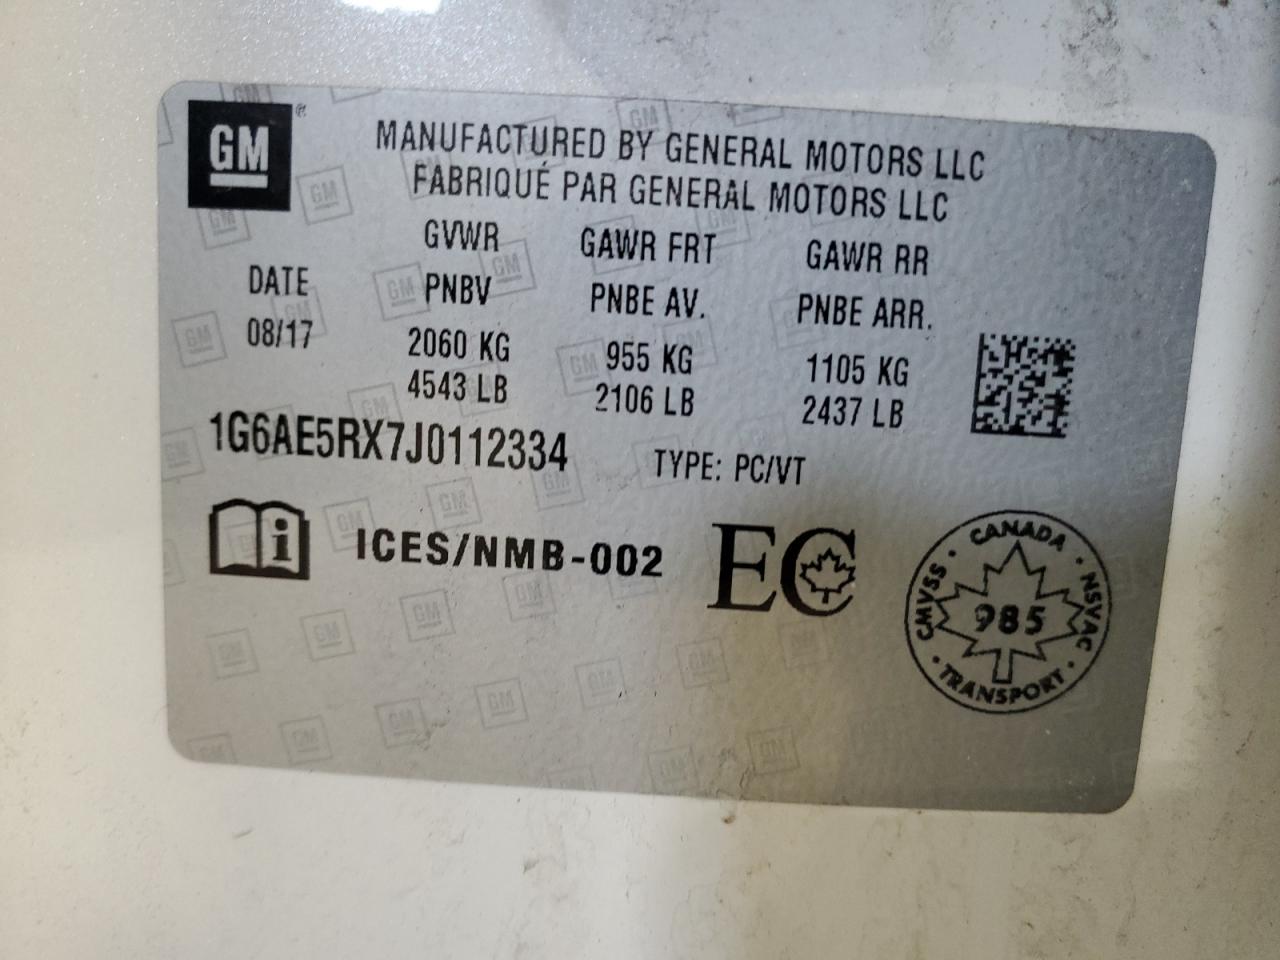 GM®
MANUFACTURED BY GENERAL MOTORS LLC
FABRIQUÉ PAR GENERAL MOTORS LLC
GVWR GAWR FRT GAWR RR
DATE PNBV PNBE AV. PNBE ARR.
08/17 2060 KG 955 KG 1105 KG
4543 LB 2106 LB 2437 LB
1G6AE5RX7J0112334 TYPE: PC/VT
i ICES/NMB-002 EC
CANADA · NSVAC · TRANSPORT · CMVSS ·
985